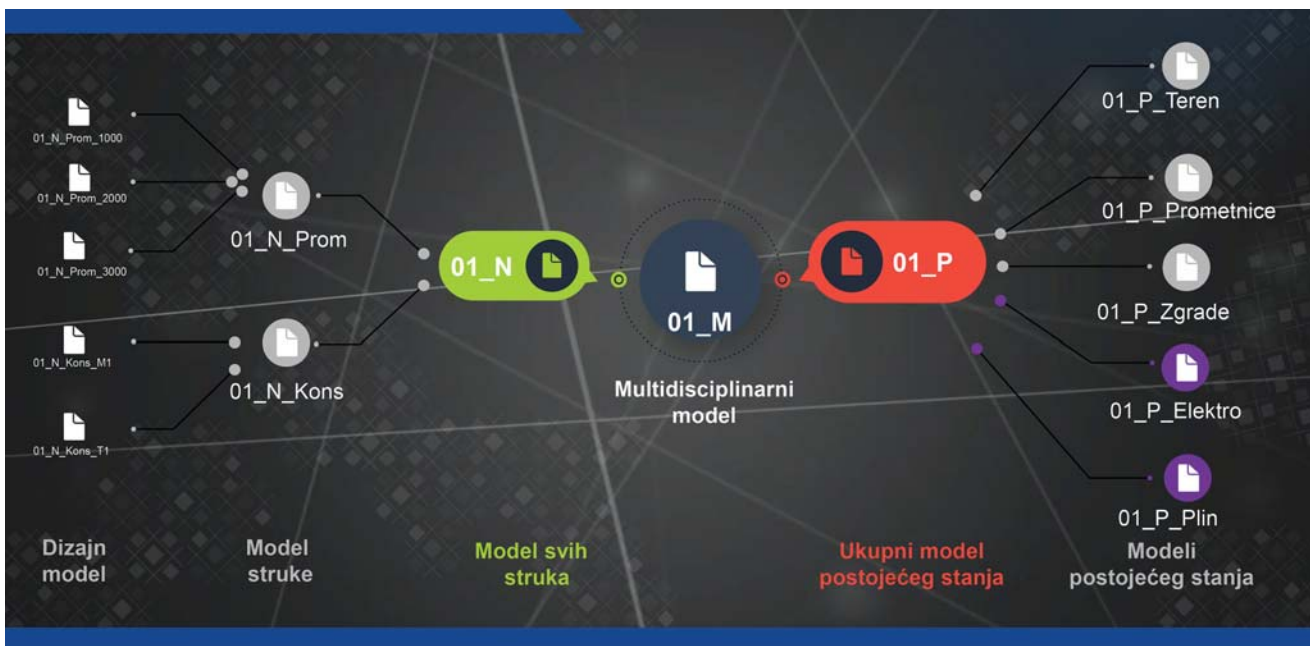 01_N_Prom_1000
01_N_Prom_2000
01_N_Prom_3000
01_N_Kons_M1
01_N_Kons_T1
Dizajn
model
01_N_Prom
01_N_Kons
Model
struke
01_N
Model svih
struka
01_M
Multidisciplinarni
model
01_P
Ukupni model
postojećeg stanja
01_P_Teren
01_P_Prometnice
01_P_Zgrade
01_P_Elektro
01_P_Plin
Modeli
postojećeg stanja